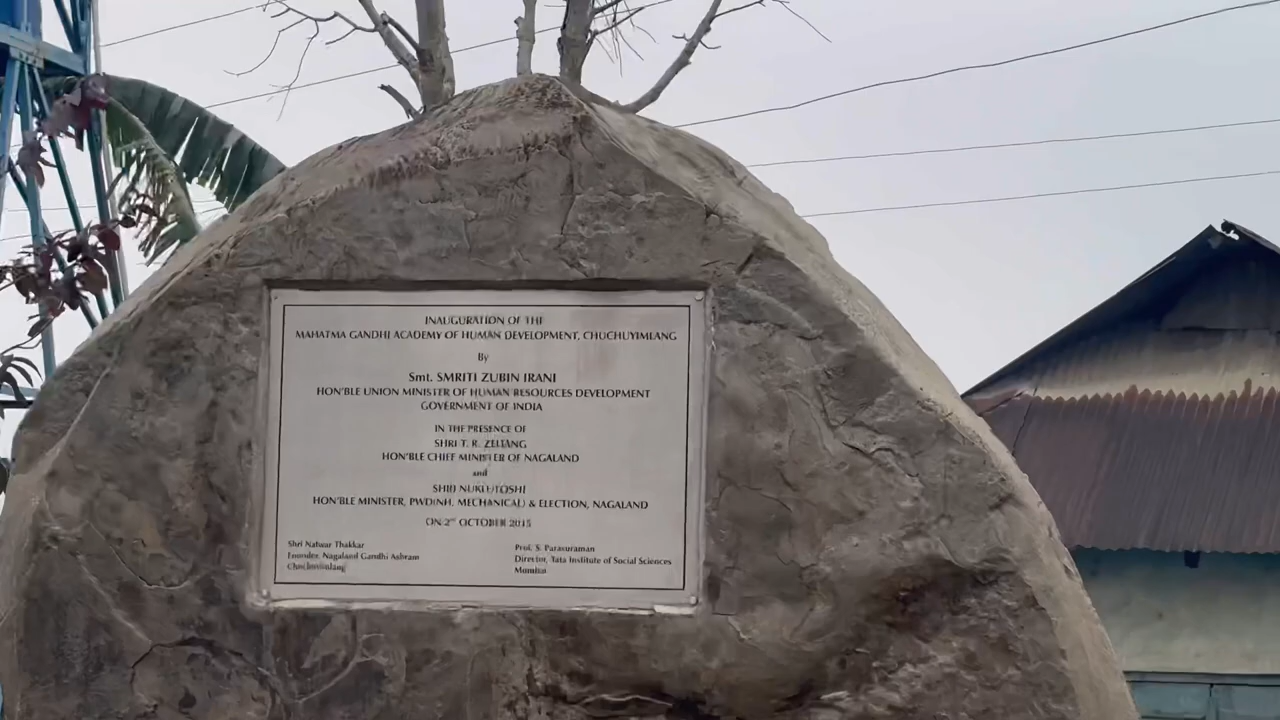 INAUGURATION OF THE
MAHATMA GANDHI ACADEMY OF HUMAN DEVELOPMENT, CHUCHUYIMLANG
By
Smt. SMRITI ZUBIN IRANI
HON'BLE UNION MINISTER OF HUMAN RESOURCES DEVELOPMENT
GOVERNMENT OF INDIA
IN THE PRESENCE OF
SHRI T. R. ZELIANG
HON'BLE CHIEF MINISTER OF NAGALAND
and
SHRI NUKLUTOSHI
HON'BLE MINISTER, PWD(NH, MECHANICAL) & ELECTION, NAGALAND
ON 2ND OCTOBER 2015
Shri Natwar Thakkar
Founder, Nagaland Gandhi Ashram
Chuchuyimlang
Prof. S. Parasuraman
Director, Tata Institute of Social Sciences
Mumbai